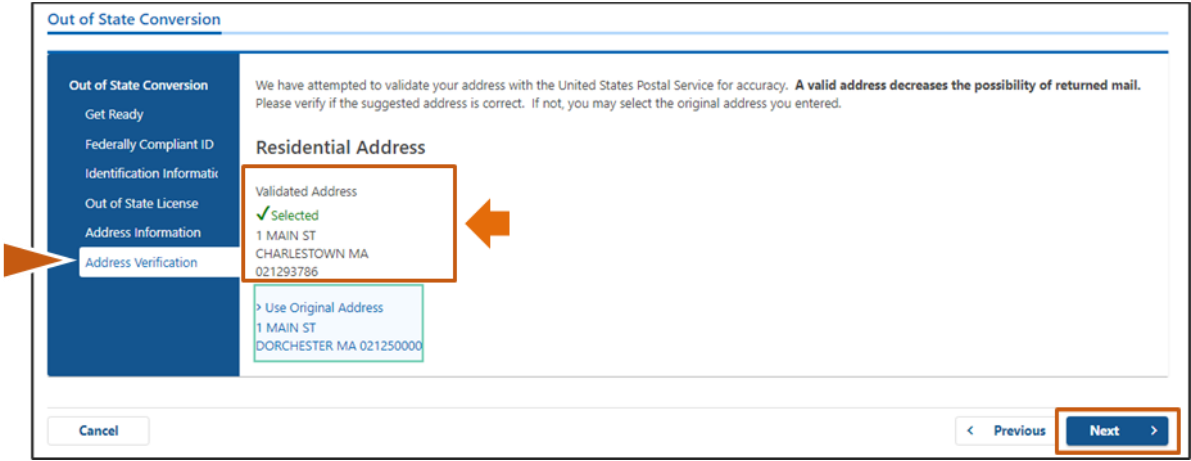 Out of State Conversion
Out of State Conversion
Get Ready
Federally Compliant ID
Identification Informatic
Out of State License
Address Information
Address Verification
We have attempted to validate your address with the United States Postal Service for accuracy. A valid address decreases the possibility of returned mail.
Please verify if the suggested address is correct. If not, you may select the original address you entered.
Residential Address
Validated Address
✓Selected
1 MAIN ST
CHARLESTOWN MA
021293786
> Use Original Address
1 MAIN ST
DORCHESTER MA 021250000
Cancel
< Previous
Next >